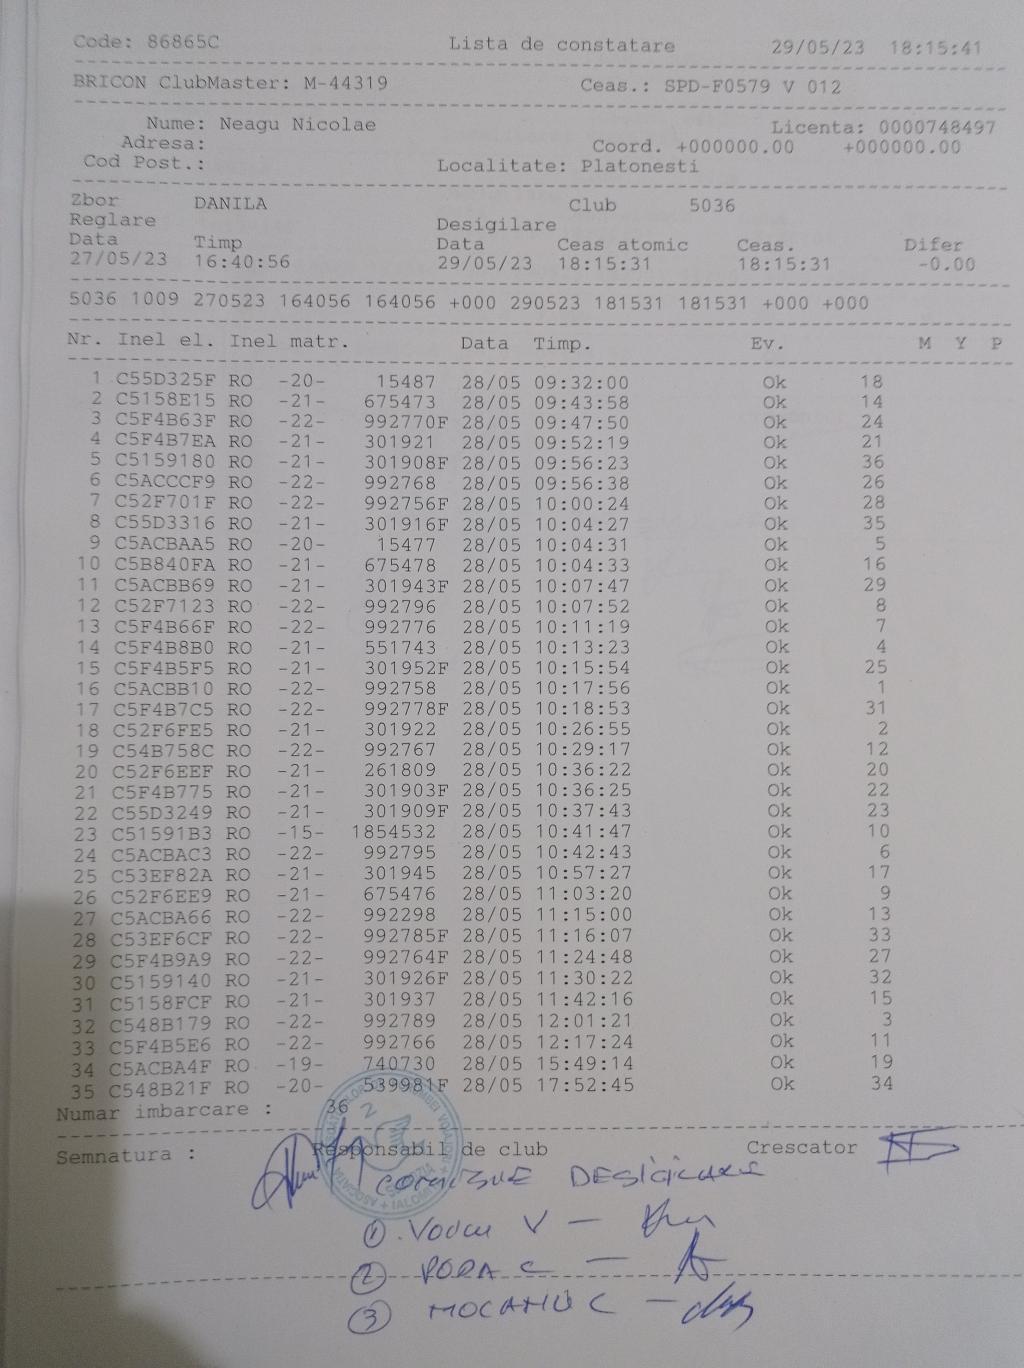 Code: 86865C Lista de constatare 29/05/23 18:15:41
BRICON ClubMaster: M-44319 Ceas.: SPD-F0579 V 012
Nume: Neagu Nicolae Licenta: 0000748497
Adresa: Coord. +000000.00 +000000.00
Cod Post.: Localitate: Platonesti
Zbor DANILA Club 5036
Reglare Desigilare
Data Timp Data Ceas atomic Ceas. Difer
27/05/23 16:40:56 29/05/23 18:15:31 18:15:31 -0.00
5036 1009 270523 164056 164056 +000 290523 181531 181531 +000 +000
Nr. Inel el. Inel matr. Data Timp. Ev. M Y P
1 C55D325F RO -20- 15487 28/05 09:32:00 Ok 18
2 C5158E15 RO -21- 675473 28/05 09:43:58 Ok 14
3 C5F4B63F RO -22- 992770F 28/05 09:47:50 Ok 24
4 C5F4B7EA RO -21- 301921 28/05 09:52:19 Ok 21
5 C5159180 RO -21- 301908F 28/05 09:56:23 Ok 36
6 C5ACCCF9 RO -22- 992768 28/05 09:56:38 Ok 26
7 C52F701F RO -22- 992756F 28/05 10:00:24 Ok 28
8 C55D3316 RO -21- 301916F 28/05 10:04:27 Ok 35
9 C5ACBAA5 RO -20- 15477 28/05 10:04:31 Ok 5
10 C5B840FA RO -21- 675478 28/05 10:04:33 Ok 16
11 C5ACBB69 RO -21- 301943F 28/05 10:07:47 Ok 29
12 C52F7123 RO -22- 992796 28/05 10:07:52 Ok 8
13 C5F4B66F RO -22- 992776 28/05 10:11:19 Ok 7
14 C5F4B8B0 RO -21- 551743 28/05 10:13:23 Ok 4
15 C5F4B5F5 RO -21- 301952F 28/05 10:15:54 Ok 25
16 C5ACBB10 RO -22- 992758 28/05 10:17:56 Ok 1
17 C5F4B7C5 RO -22- 992778F 28/05 10:18:53 Ok 31
18 C52F6FE5 RO -21- 301922 28/05 10:26:55 Ok 2
19 C54B758C RO -22- 992767 28/05 10:29:17 Ok 12
20 C52F6EEF RO -21- 261809 28/05 10:36:22 Ok 20
21 C5F4B775 RO -21- 301903F 28/05 10:36:25 Ok 22
22 C55D3249 RO -21- 301909F 28/05 10:37:43 Ok 23
23 C51591B3 RO -15- 1854532 28/05 10:41:47 Ok 10
24 C5ACBAC3 RO -22- 992795 28/05 10:42:43 Ok 6
25 C53EF82A RO -21- 301945 28/05 10:57:27 Ok 17
26 C52F6EE9 RO -21- 675476 28/05 11:03:20 Ok 9
27 C5ACBA66 RO -22- 992298 28/05 11:15:00 Ok 13
28 C53EF6CF RO -22- 992785F 28/05 11:16:07 Ok 33
29 C5F4B9A9 RO -22- 992764F 28/05 11:24:48 Ok 27
30 C5159140 RO -21- 301926F 28/05 11:30:22 Ok 32
31 C5158FCF RO -21- 301937 28/05 11:42:16 Ok 15
32 C548B179 RO -22- 992789 28/05 12:01:21 Ok 3
33 C5F4B5E6 RO -22- 992766 28/05 12:17:24 Ok 11
34 C5ACBA4F RO -19- 740730 28/05 15:49:14 Ok 19
35 C548B21F RO -20- 539981F 28/05 17:52:45 Ok 34
Numar imbarcare : 36
Semnatura : Responsabil de club Crescator
DESIGILARE
① V
② POPA C
③ MOCANU C